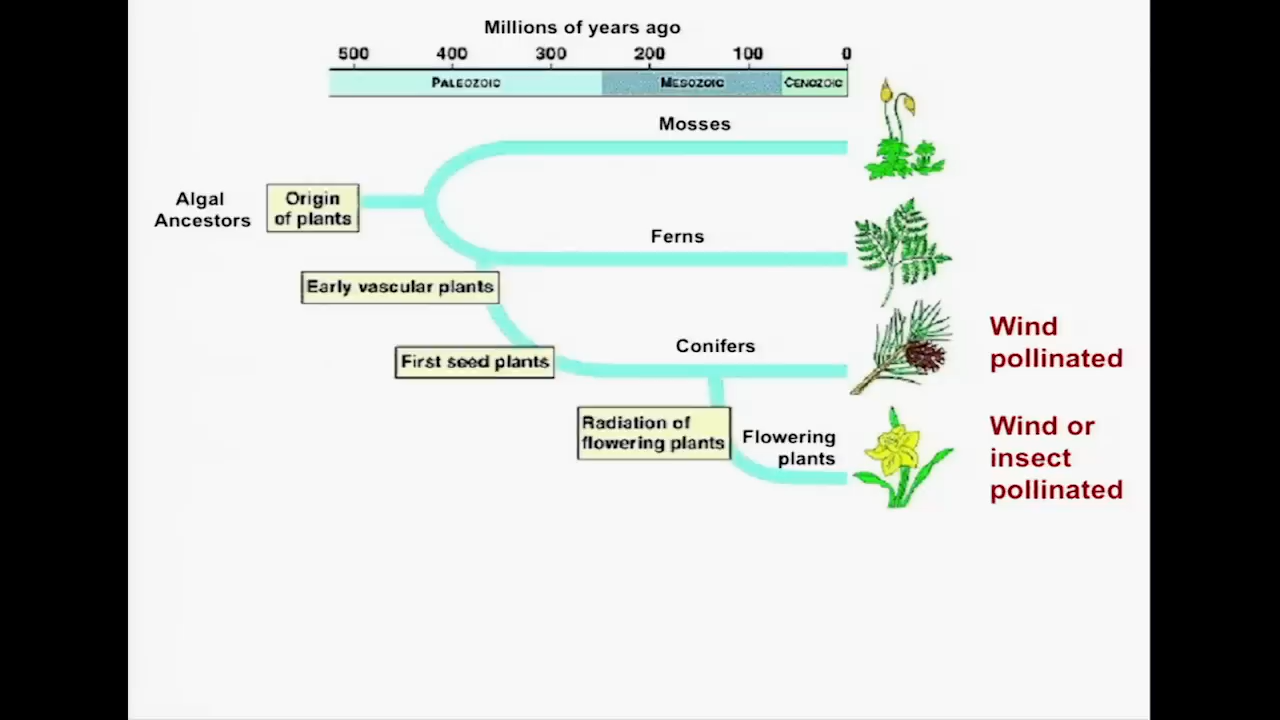 Millions of years ago
500 400 300 200 100 0
PALEOZOIC MESOZOIC CENOZOIC
Mosses
Algal
Ancestors
Origin
of plants
Ferns
Early vascular plants
Conifers
First seed plants
Wind
pollinated
Radiation of
flowering plants
Flowering
plants
Wind or
insect
pollinated